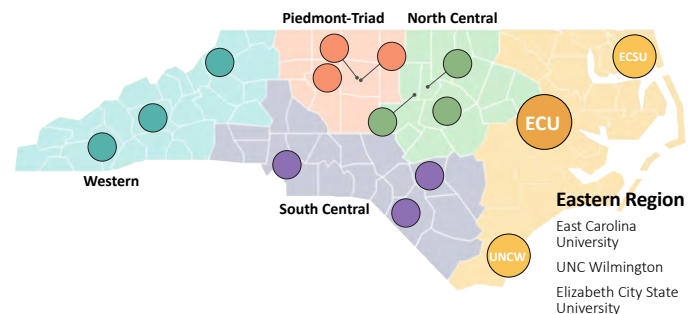 Piedmont-Triad
North Central
ECSU
ECU
Western
South Central
UNCW
Eastern Region
East Carolina
University
UNC Wilmington
Elizabeth City State
University